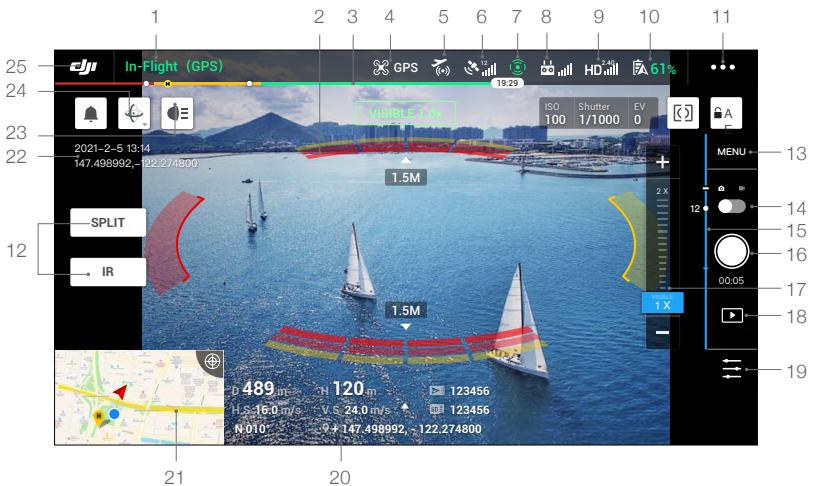 1 2 3 4 5 6 7 8 9 10 11
25 dji In-Flight (GPS) GPS 12 HD 2.4G 61%
H 19:29
24
VISIBLE 1.0x ISO 100 Shutter 1/1000 EV 0 A
23
22 2021-2-5 13:14
147.498992,-122.274800
MENU 13
1.5M
2 X
12 14
15
SPLIT
12
IR
16
00:05
17
VISIBLE
1 X
1.5M
18
19
H
D 489 m H 120 m 123456
H.S 16.0 m/s V.S 24.0 m/s 123456
N 010° 147.498992, -122.274800
21 20